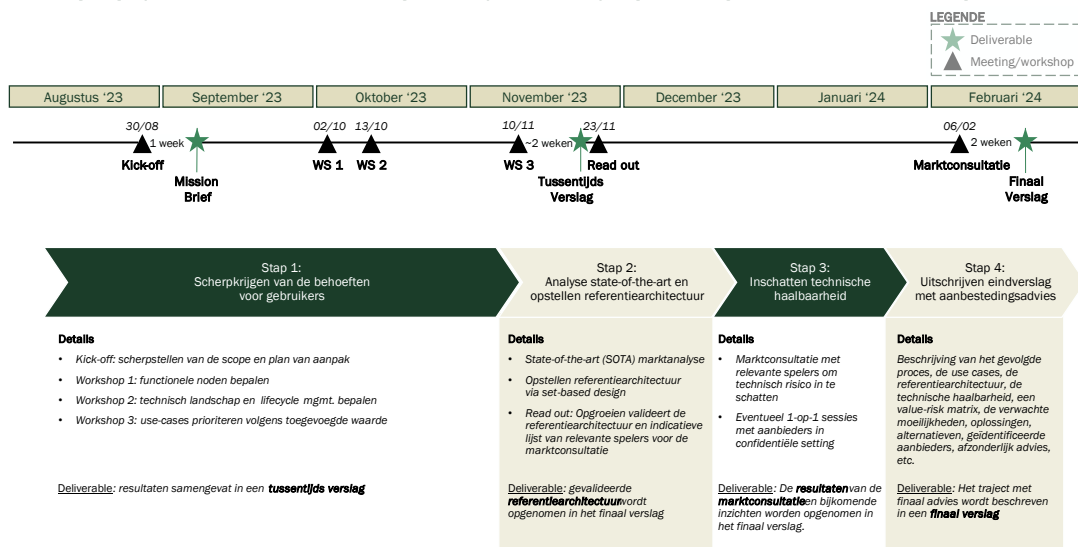 LEGENDE
Deliverable
Meeting/workshop
Augustus ‘23
September ‘23
Oktober ‘23
November ‘23
December ‘23
Januari ‘24
Februari ‘24
30/08
1 week
02/10
13/10
10/11
~2 weken
23/11
06/02
2 weken
Kick-off
WS 1
WS 2
WS 3
Read out
Marktconsultatie
Mission
Brief
Tussentijds
Verslag
Finaal
Verslag
Stap 1:
Scherpkrijgen van de behoeften
voor gebruikers
Details
• Kick-off: scherpstellen van de scope en plan van aanpak
• Workshop 1: functionele noden bepalen
• Workshop 2: technisch landschap en lifecycle mgmt. bepalen
• Workshop 3: use-cases prioriteren volgens toegevoegde waarde
Deliverable: resultaten samengevat in een tussentijds verslag
Stap 2:
Analyse state-of-the-art en
opstellen referentiearchitectuur
Details
• State-of-the-art (SOTA) marktanalyse
• Opstellen referentiearchitectuur
via set-based design
• Read out: Opgroeien valideert de
referentiearchitectuur en indicatieve
lijst van relevante spelers voor de
marktconsultatie
Deliverable: gevalideerde
referentiearchitectuur wordt
opgenomen in het finaal verslag
Stap 3:
Inschatten technische
haalbaarheid
Details
• Marktconsultatie met
relevante spelers om
technisch risico in te
schatten
• Eventueel 1-op-1 sessies
met aanbieders in
confidentiële setting
Deliverable: De resultaten van de
marktconsultatie en bijkomende
inzichten worden opgenomen in
het finaal verslag.
Stap 4:
Uitschrijven eindverslag
met aanbestedingsadvies
Details
Beschrijving van het gevolgde
proces, de use cases, de
referentiearchitectuur, de
technische haalbaarheid, een
value-risk matrix, de verwachte
moeilijkheden, oplossingen,
alternatieven, geïdentificeerde
aanbieders, afzonderlijk advies,
etc.
Deliverable: Het traject met
finaal advies wordt beschreven
in een finaal verslag